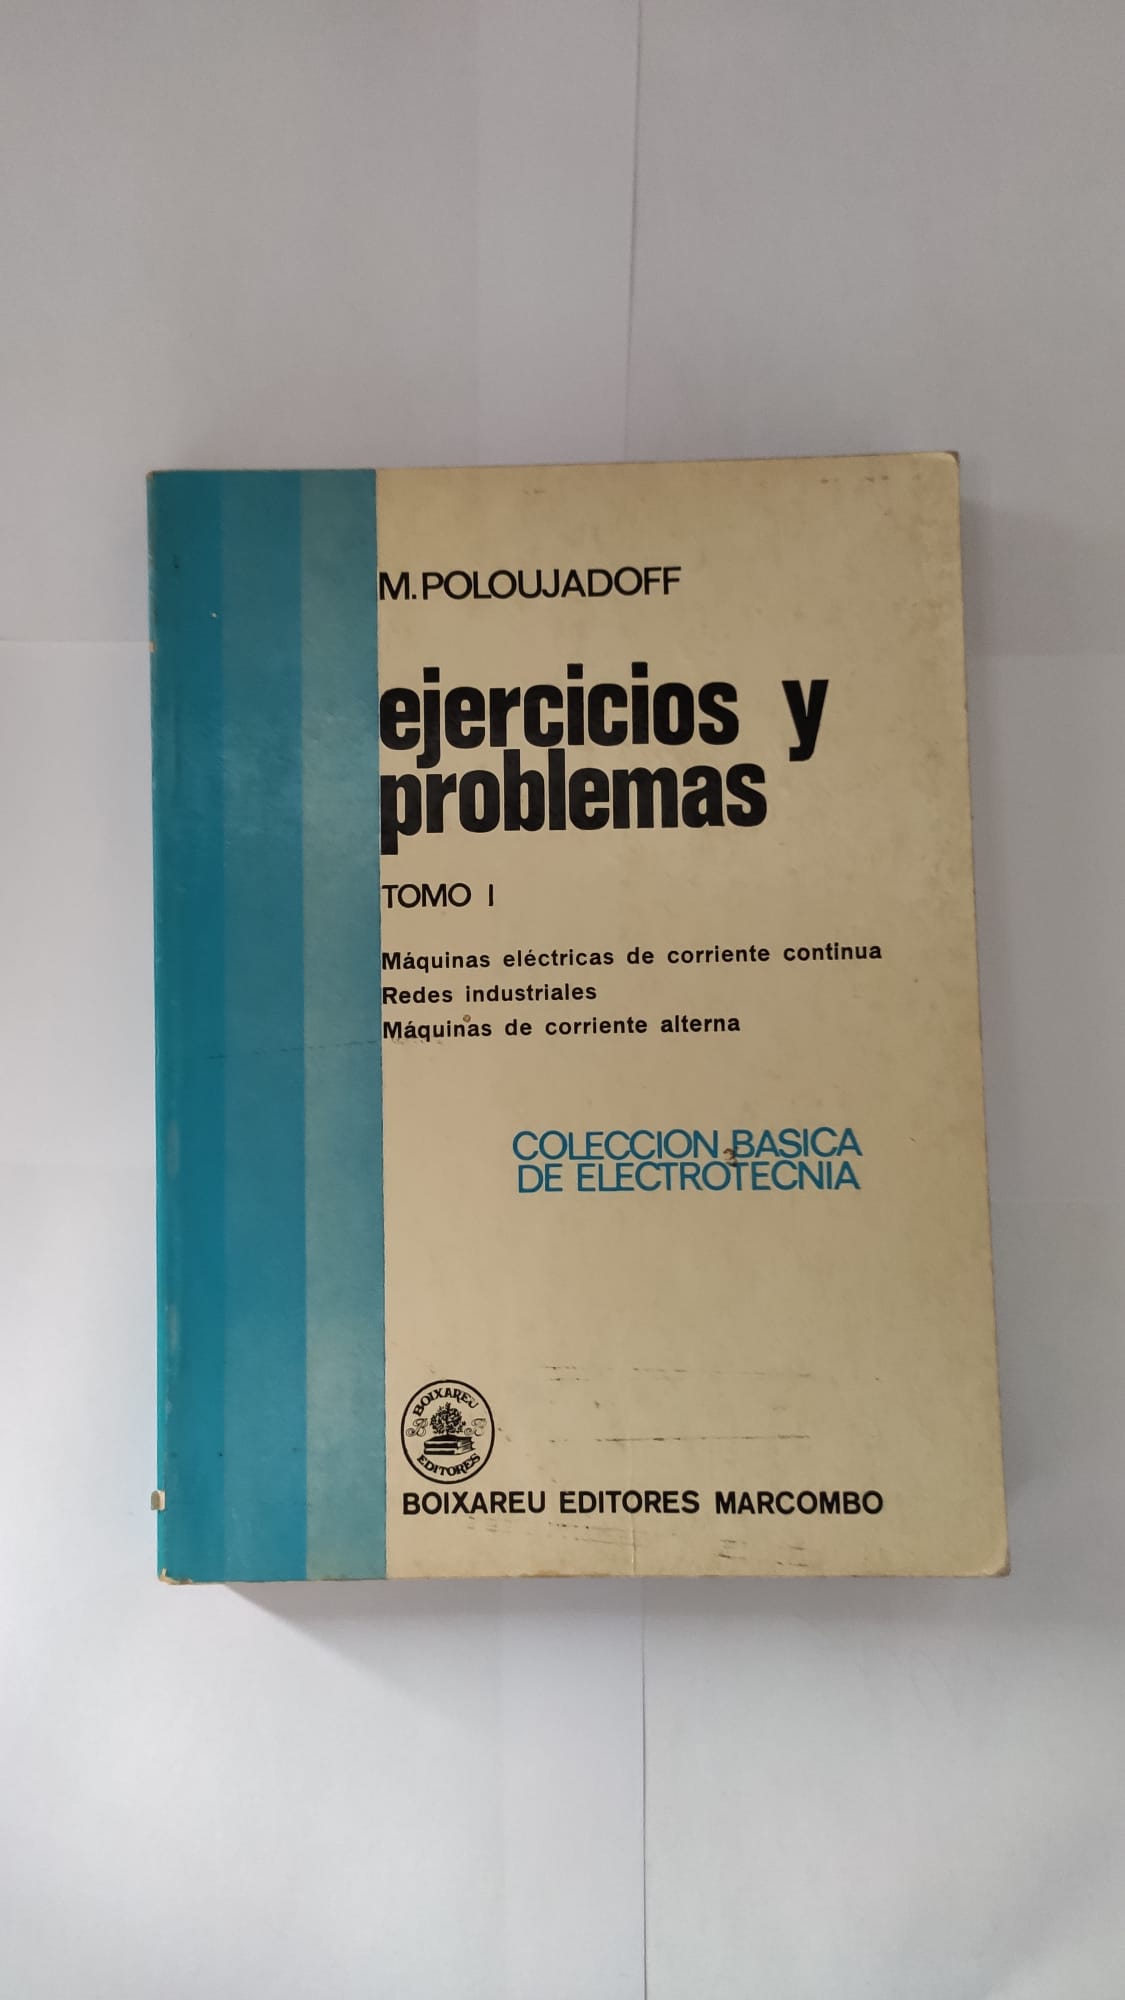 M. POLOUJADOFF
ejercicios y
problemas
TOMO I
Máquinas eléctricas de corriente continua
Redes industriales
Máquinas de corriente alterna
COLECCION BASICA
DE ELECTROTECNIA
BOIXAREU
EDITORES
BOIXAREU EDITORES MARCOMBO